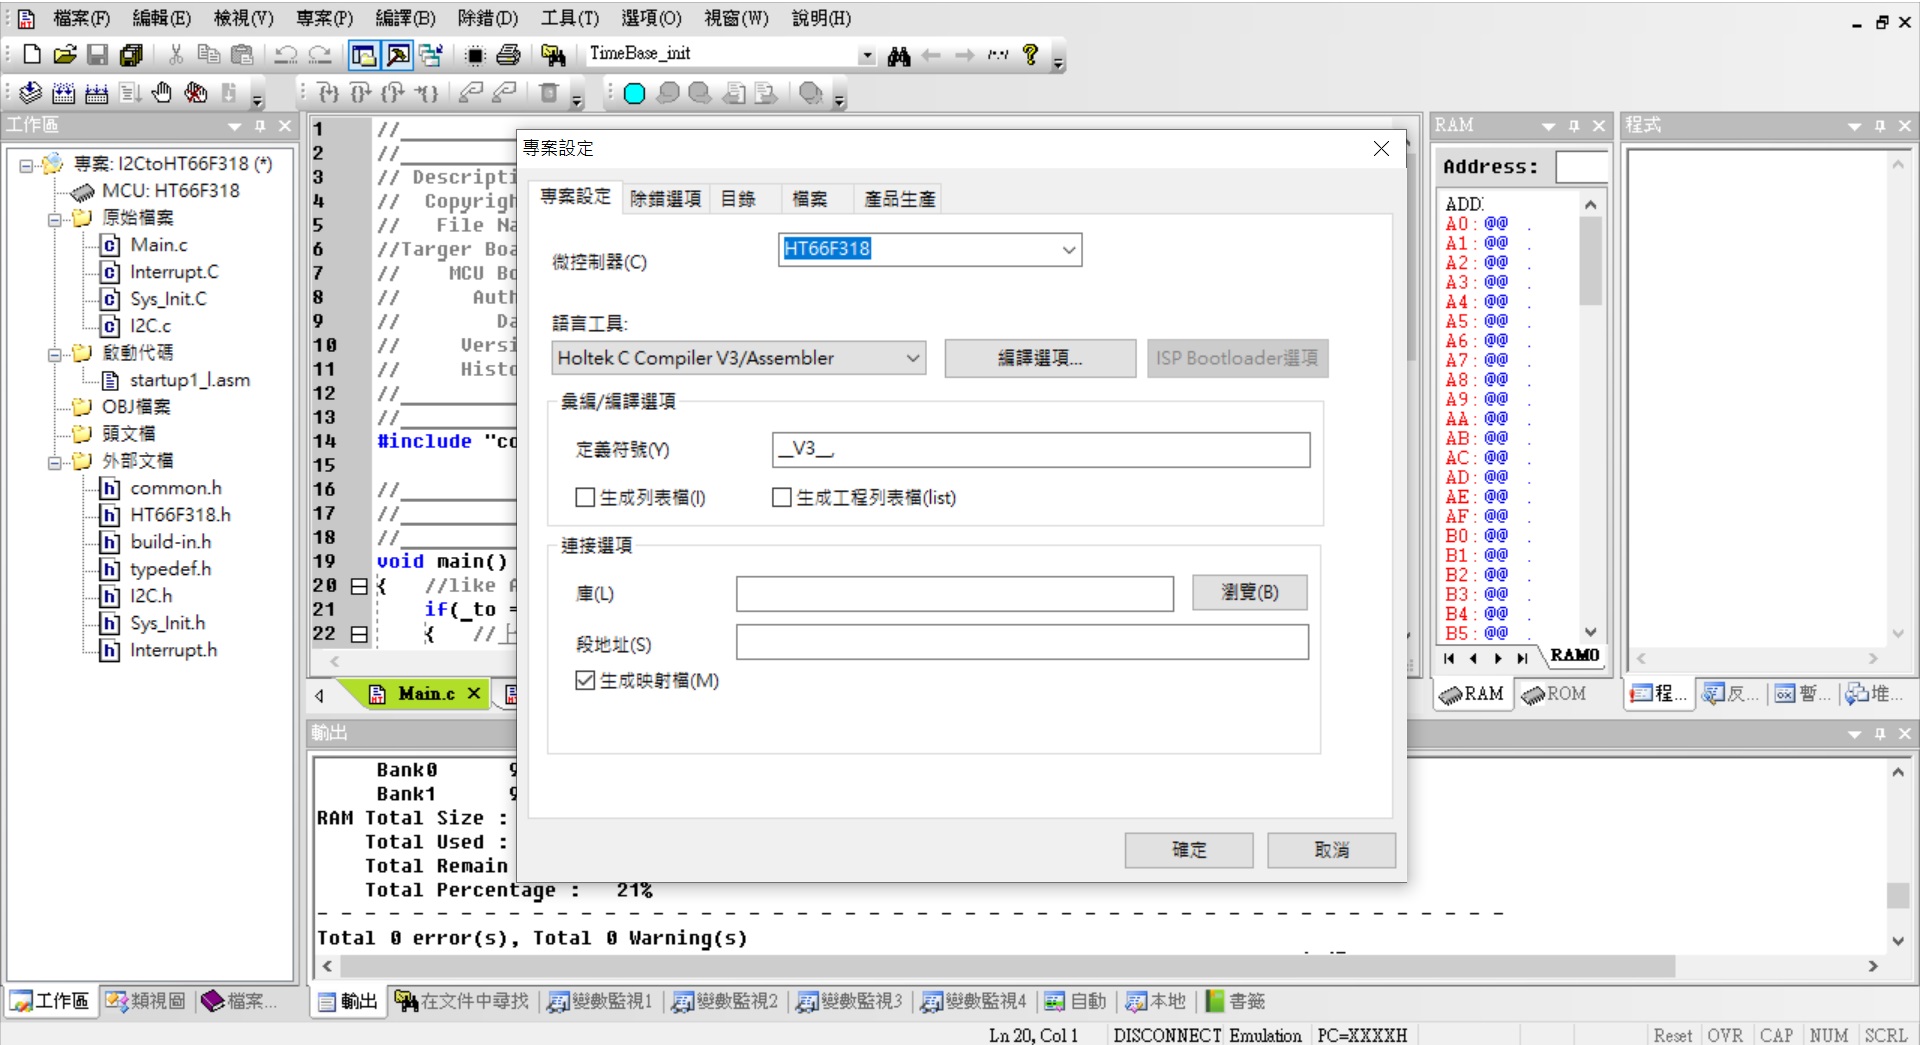 檔案(F) 編輯(E) 檢視(V) 專案(P) 編譯(B) 除錯(D) 工具(T) 選項(O) 視窗(W) 說明(H)
TimeBase_init
工作區
專案: I2CtoHT66F318 (*)
MCU: HT66F318
原始檔案
Main.c
Interrupt.C
Sys_Init.C
I2C.c
啟動代碼
startup1_l.asm
OBJ檔案
頭文檔
外部文檔
common.h
HT66F318.h
build-in.h
typedef.h
I2C.h
Sys_Init.h
Interrupt.h
工作區 類視圖 檔案...
1 //
2 //
3 // Descripti
4 // Copyrigh
5 // File Na
6 //Targer Boa
7 // MCU Bo
8 // Auth
9 // Da
10 // Versi
11 // Histo
12 //
13 //
14 #include "co
15
16 //
17 //
18 //
19 void main()
20 { //like A
21 if(_to =
22 { //上
Main.c
專案設定
專案設定 除錯選項 目錄 檔案 產品生產
微控制器(C) HT66F318
語言工具:
Holtek C Compiler V3/Assembler 編譯選項... ISP Bootloader選項
彙編/編譯選項
定義符號(Y) __V3__,
生成列表檔(l) 生成工程列表檔(list)
連接選項
庫(L) 瀏覽(B)
段地址(S)
生成映射檔(M)
確定 取消
RAM
Address:
ADD:
A0: @@ .
A1: @@ .
A2: @@ .
A3: @@ .
A4: @@ .
A5: @@ .
A6: @@ .
A7: @@ .
A8: @@ .
A9: @@ .
AA: @@ .
AB: @@ .
AC: @@ .
AD: @@ .
AE: @@ .
AF: @@ .
B0: @@ .
B1: @@ .
B2: @@ .
B3: @@ .
B4: @@ .
B5: @@ .
RAM0
RAM ROM
程式
程... 反... 暫... 堆...
輸出
Bank0 9
Bank1 9
RAM Total Size :
Total Used :
Total Remain
Total Percentage : 21%
- - - - - - - - - - - - - - - - - - - - - - - - - - - - - - - - - - - - - - - - - - - - - - - - - -
Total 0 error(s), Total 0 Warning(s)
輸出 在文件中尋找 變數監視1 變數監視2 變數監視3 變數監視4 自動 本地 書籤
Ln 20, Col 1 DISCONNECT Emulation PC=XXXXH Reset OVR CAP NUM SCRL